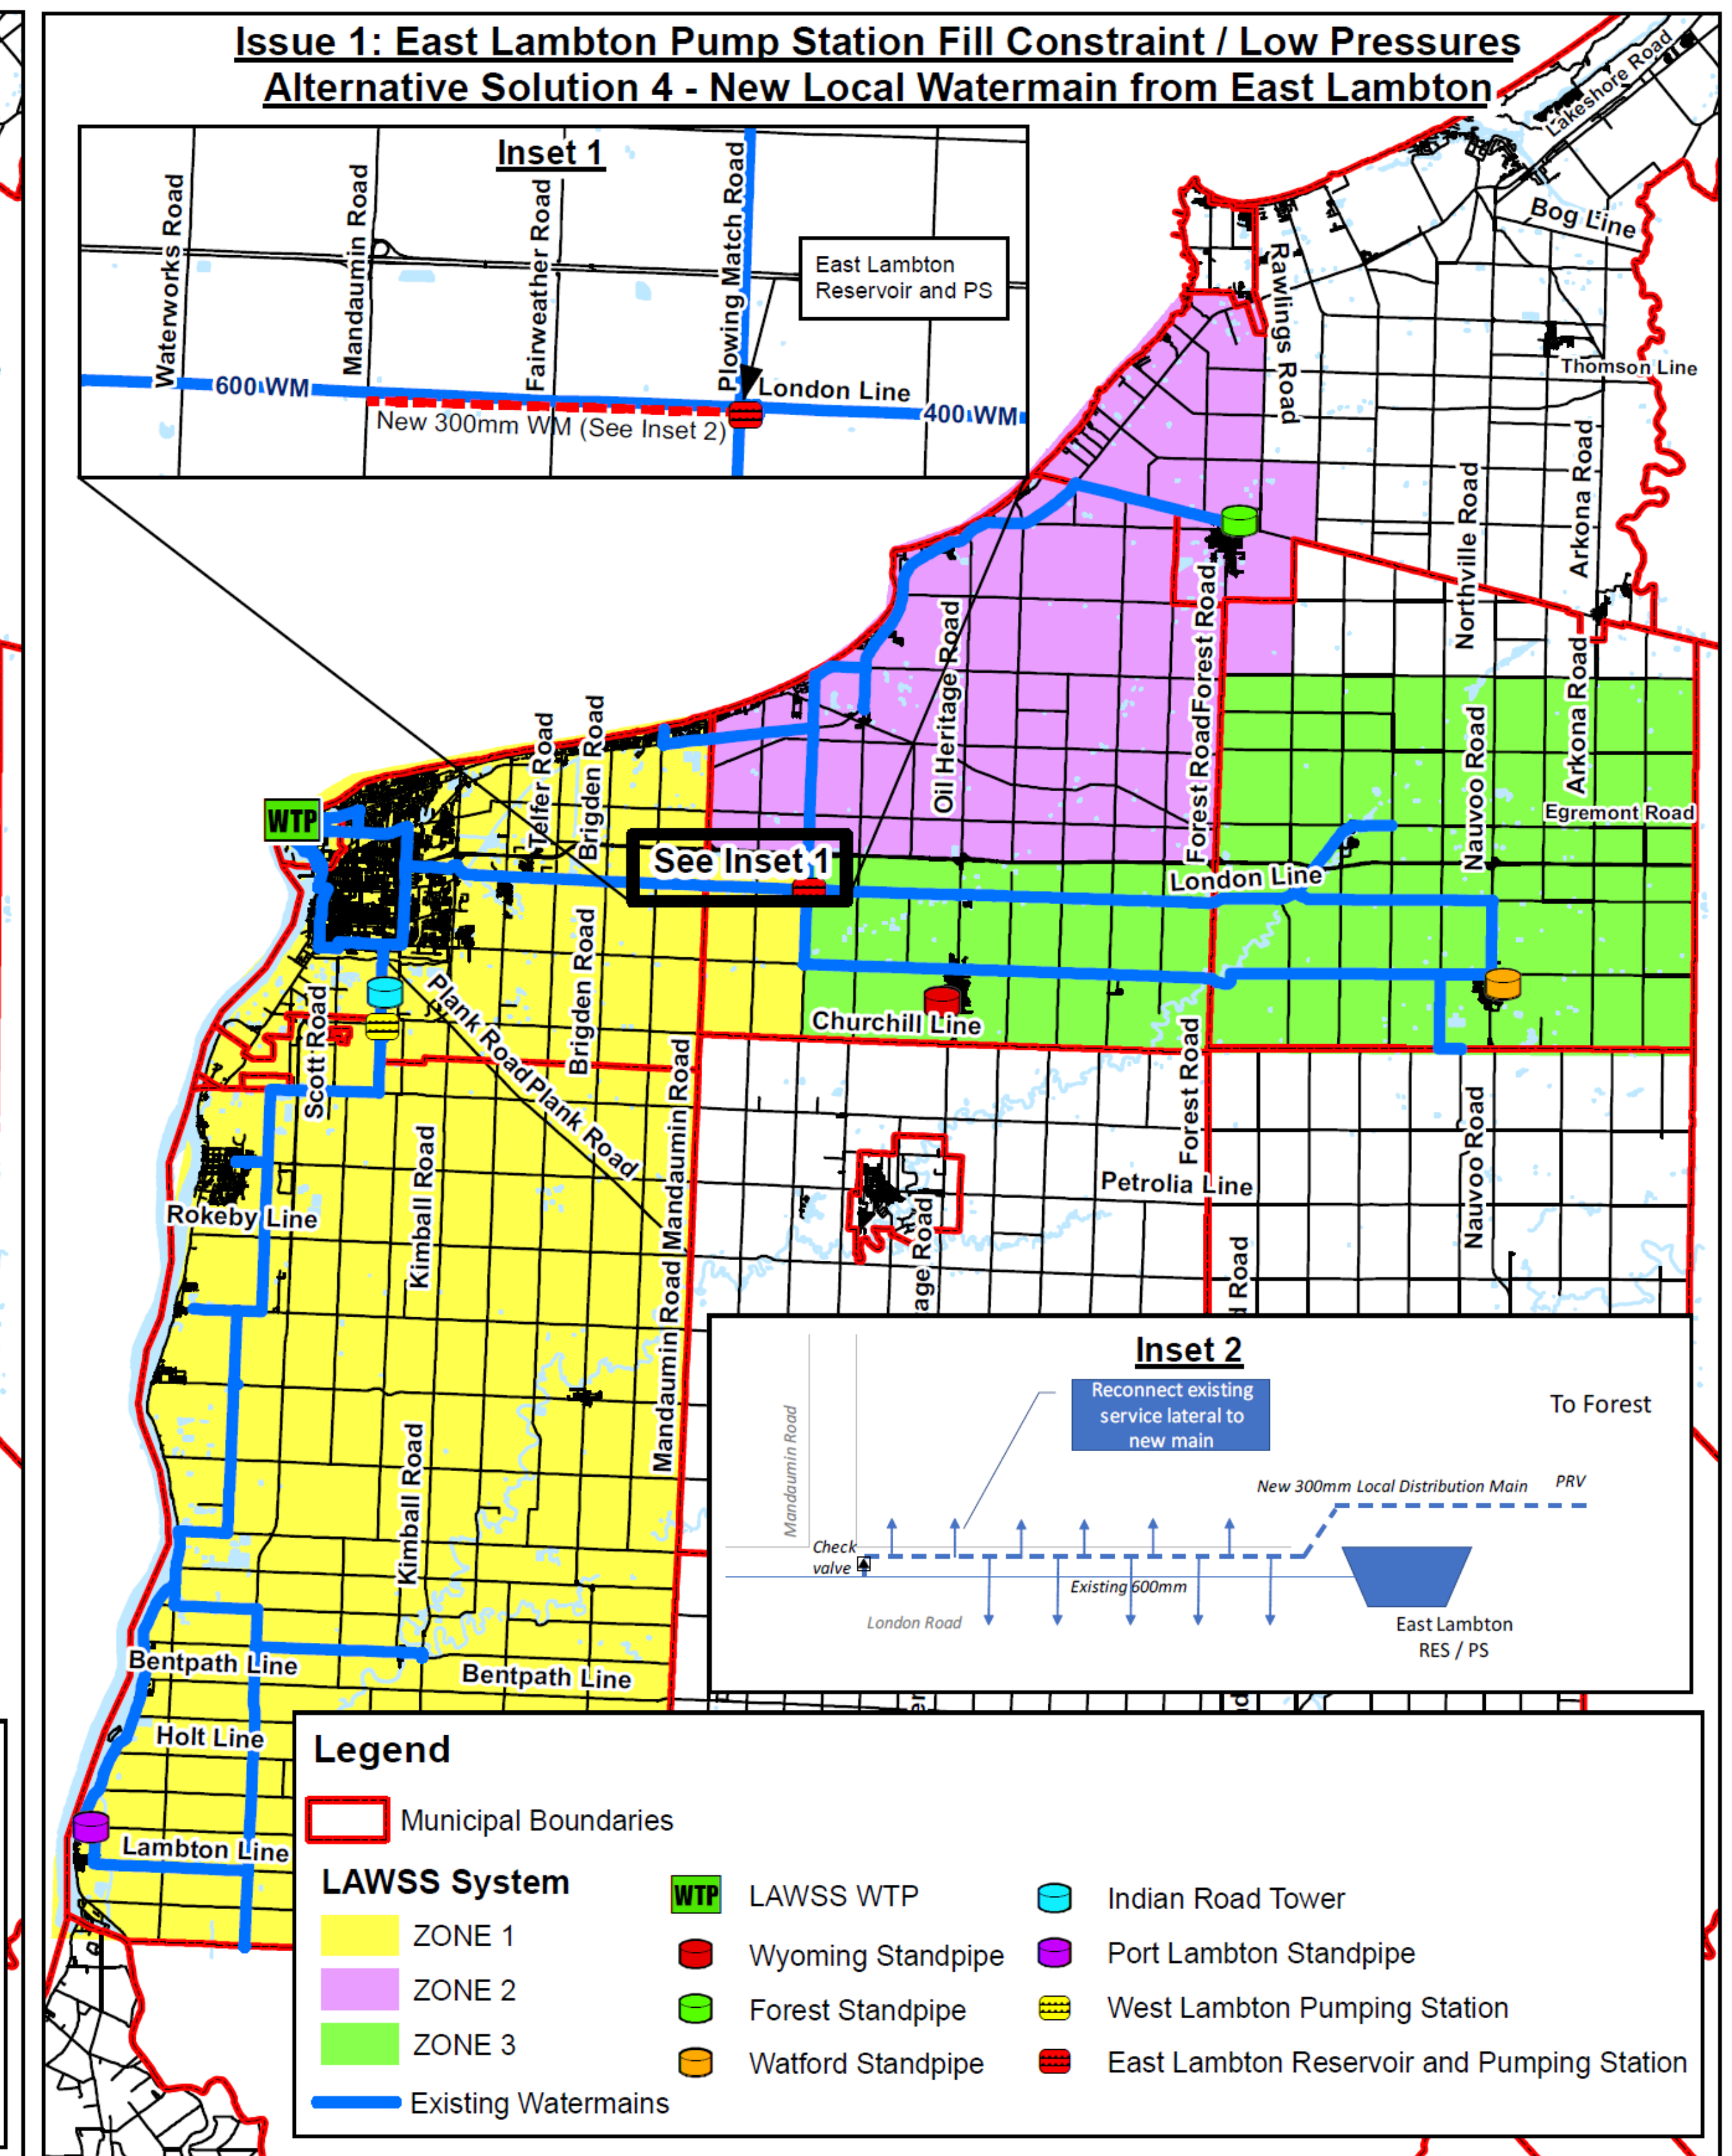 Issue 1: East Lambton Pump Station Fill Constraint / Low Pressures
Alternative Solution 4 - New Local Watermain from East Lambton
Inset 1
Waterworks Road
Mandaumin Road
Fairweather Road
Plowing Match Road
East Lambton
Reservoir and PS
600 WM
London Line
400 WM
New 300mm WM (See Inset 2)
Lakeshore Road
Bog Line
Rawlings Road
Thomson Line
Northville Road
Arkona Road
Oil Heritage Road
Forest Road
Forest Road
Arkona Road
Nauvoo Road
Egremont Road
Telfer Road
Brigden Road
WTP
See Inset 1
London Line
Brigden Road
Plank Road
Plank Road
Scott Road
Churchill Line
Forest Road
Mandaumin Road
Mandaumin Road
Kimball Road
Petrolia Line
Nauvoo Road
Rokeby Line
age Road
d Road
Kimball Road
Inset 2
Reconnect existing
service lateral to
new main
To Forest
Mandaumin Road
New 300mm Local Distribution Main
PRV
Check
valve
Existing 600mm
London Road
East Lambton
RES / PS
Bentpath Line
Bentpath Line
Holt Line
Lambton Line
Legend
Municipal Boundaries
LAWSS System
ZONE 1
ZONE 2
ZONE 3
Existing Watermains
WTP
LAWSS WTP
Wyoming Standpipe
Forest Standpipe
Watford Standpipe
Indian Road Tower
Port Lambton Standpipe
West Lambton Pumping Station
East Lambton Reservoir and Pumping Station